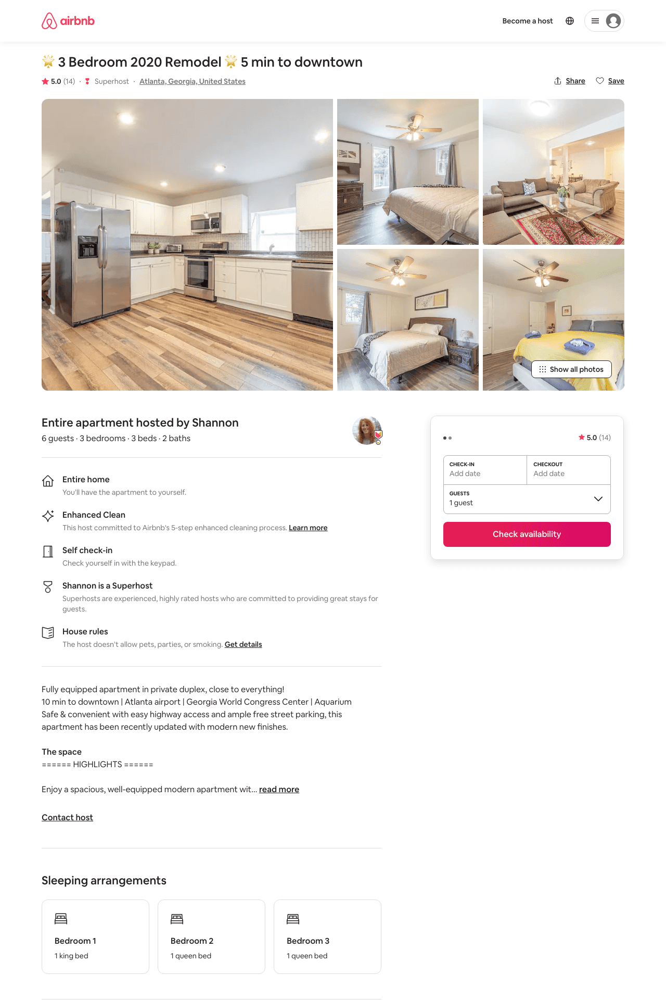 airbnb
Become a host
🌟 3 Bedroom 2020 Remodel 🌟 5 min to downtown
5.0 (14) · Superhost · Atlanta, Georgia, United States
Share
Save
Show all photos
Entire apartment hosted by Shannon
6 guests · 3 bedrooms · 3 beds · 2 baths
5.0 (14)
CHECK-IN
Add date
CHECKOUT
Add date
GUESTS
1 guest
Check availability
Entire home
You’ll have the apartment to yourself.
Enhanced Clean
This host committed to Airbnb's 5-step enhanced cleaning process. Learn more
Self check-in
Check yourself in with the keypad.
Shannon is a Superhost
Superhosts are experienced, highly rated hosts who are committed to providing great stays for
guests.
House rules
The host doesn’t allow pets, parties, or smoking. Get details
Fully equipped apartment in private duplex, close to everything!
10 min to downtown | Atlanta airport | Georgia World Congress Center | Aquarium
Safe & convenient with easy highway access and ample free street parking, this
apartment has been recently updated with modern new finishes.
The space
====== HIGHLIGHTS ======
Enjoy a spacious, well-equipped modern apartment wit... read more
Contact host
Sleeping arrangements
Bedroom 1
1 king bed
Bedroom 2
1 queen bed
Bedroom 3
1 queen bed